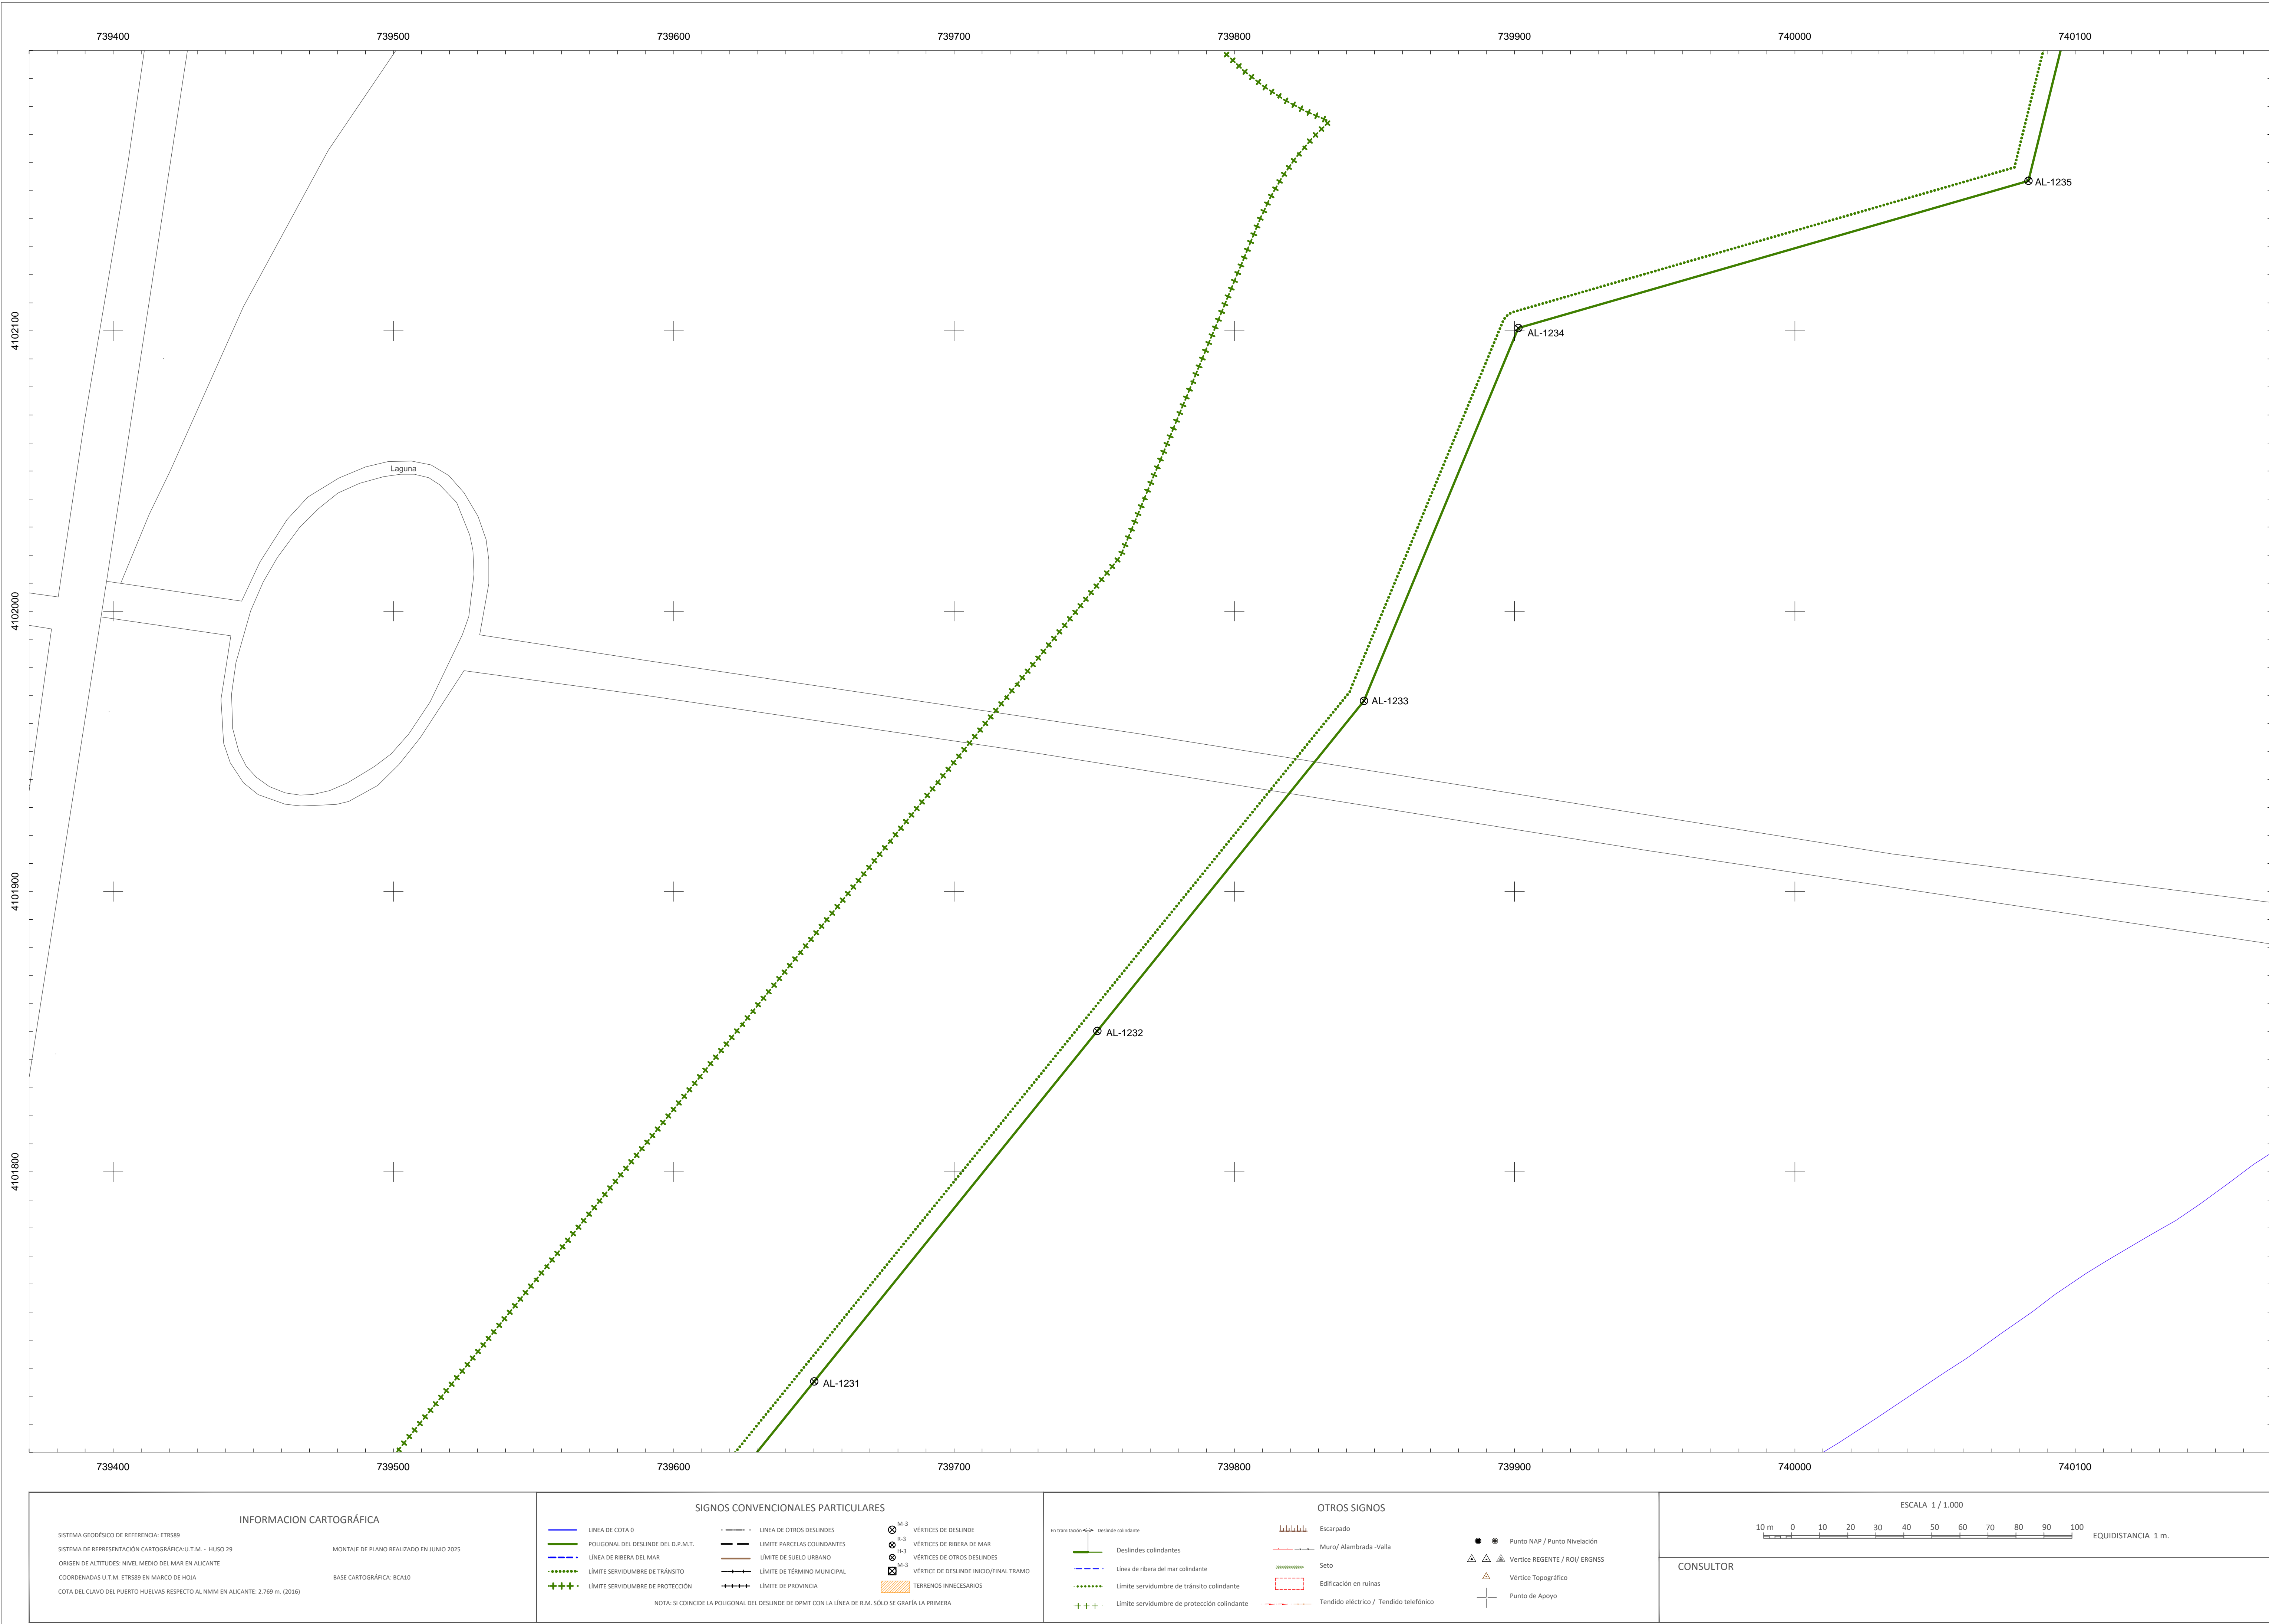 739400 739500 739600 739700 739800 739900 740000 740100
AL-1235
4102100
AL-1234
Laguna
4102000
AL-1233
4101900
AL-1232
4101800
AL-1231
739400 739500 739600 739700 739800 739900 740000 740100
INFORMACION CARTOGRÁFICA
SISTEMA GEODÉSICO DE REFERENCIA: ETRS89
SISTEMA DE REPRESENTACIÓN CARTOGRÁFICA:U.T.M. - HUSO 29
MONTAJE DE PLANO REALIZADO EN JUNIO 2025
ORIGEN DE ALTITUDES: NIVEL MEDIO DEL MAR EN ALICANTE
COORDENADAS U.T.M. ETRS89 EN MARCO DE HOJA
BASE CARTOGRÁFICA: BCA10
COTA DEL CLAVO DEL PUERTO HUELVAS RESPECTO AL NMM EN ALICANTE: 2.769 m. (2016)
SIGNOS CONVENCIONALES PARTICULARES
LINEA DE COTA 0
POLIGONAL DEL DESLINDE DEL D.P.M.T.
LÍNEA DE RIBERA DEL MAR
LÍMITE SERVIDUMBRE DE TRÁNSITO
LÍMITE SERVIDUMBRE DE PROTECCIÓN
LINEA DE OTROS DESLINDES
LIMITE PARCELAS COLINDANTES
LÍMITE DE SUELO URBANO
LÍMITE DE TÉRMINO MUNICIPAL
LÍMITE DE PROVINCIA
M-3
VÉRTICES DE DESLINDE
R-3
VÉRTICES DE RIBERA DE MAR
H-3
VÉRTICES DE OTROS DESLINDES
M-3
VÉRTICE DE DESLINDE INICIO/FINAL TRAMO
TERRENOS INNECESARIOS
NOTA: SI COINCIDE LA POLIGONAL DEL DESLINDE DE DPMT CON LA LÍNEA DE R.M. SÓLO SE GRAFÍA LA PRIMERA
OTROS SIGNOS
En tramitación Deslinde colindante
Deslindes colindantes
Línea de ribera del mar colindante
Límite servidumbre de tránsito colindante
Límite servidumbre de protección colindante
Escarpado
Muro/ Alambrada -Valla
Seto
Edificación en ruinas
Tendido eléctrico / Tendido telefónico
Punto NAP / Punto Nivelación
Vertice REGENTE / ROI/ ERGNSS
Vértice Topográfico
Punto de Apoyo
ESCALA 1 / 1.000
10 m 0 10 20 30 40 50 60 70 80 90 100
EQUIDISTANCIA 1 m.
CONSULTOR